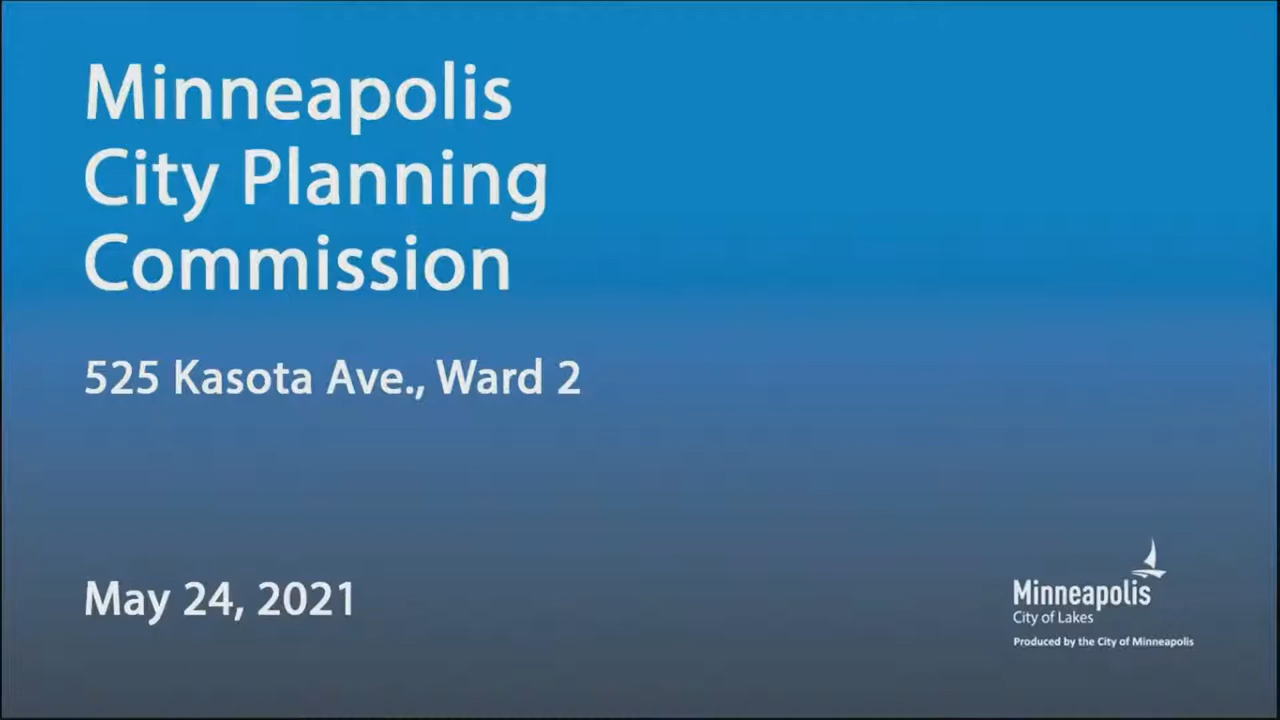 Minneapolis
City Planning
Commission
525 Kasota Ave., Ward 2
May 24, 2021
Minneapolis
City of Lakes
Produced by the City of Minneapolis